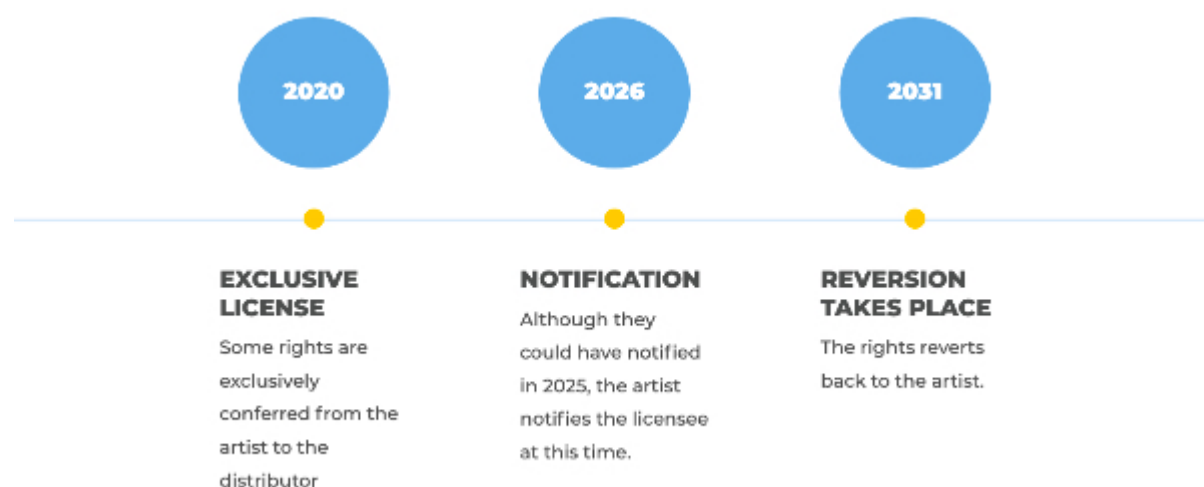 2020
2026
2031
EXCLUSIVE
LICENSE
Some rights are
exclusively
conferred from the
artist to the
distributor
NOTIFICATION
Although they
could have notified
in 2025, the artist
notifies the licensee
at this time.
REVERSION
TAKES PLACE
The rights reverts
back to the artist.